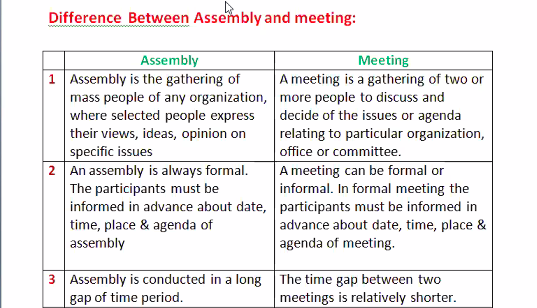 Difference Between Assembly and meeting:
Assembly
Meeting
1
Assembly is the gathering of
mass people of any organization,
where selected people express
their views, ideas, opinion on
specific issues
A meeting is a gathering of two or
more people to discuss and
decide of the issues or agenda
relating to particular organization,
office or committee.
2
An assembly is always formal.
The participants must be
informed in advance about date,
time, place & agenda of
assembly
A meeting can be formal or
informal. In formal meeting the
participants must be informed in
advance about date, time, place &
agenda of meeting.
3
Assembly is conducted in a long
gap of time period.
The time gap between two
meetings is relatively shorter.